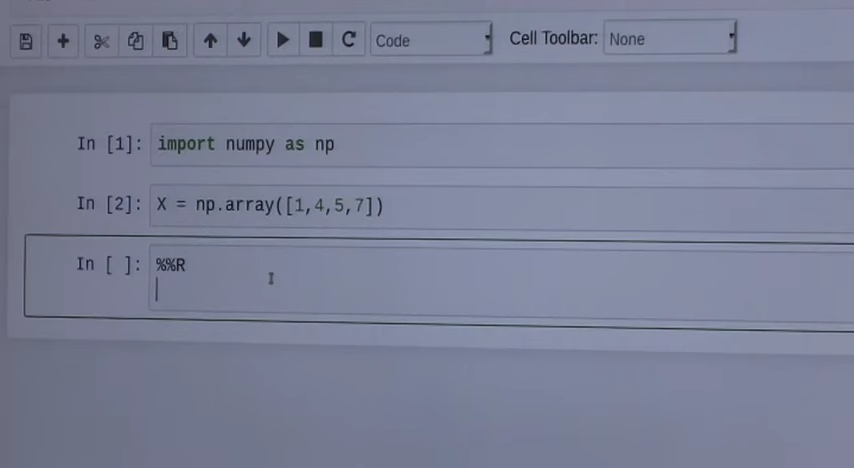 Code
Cell Toolbar:
None
In [1]: import numpy as np
In [2]: X = np.array([1,4,5,7])
In [ ]: %%R